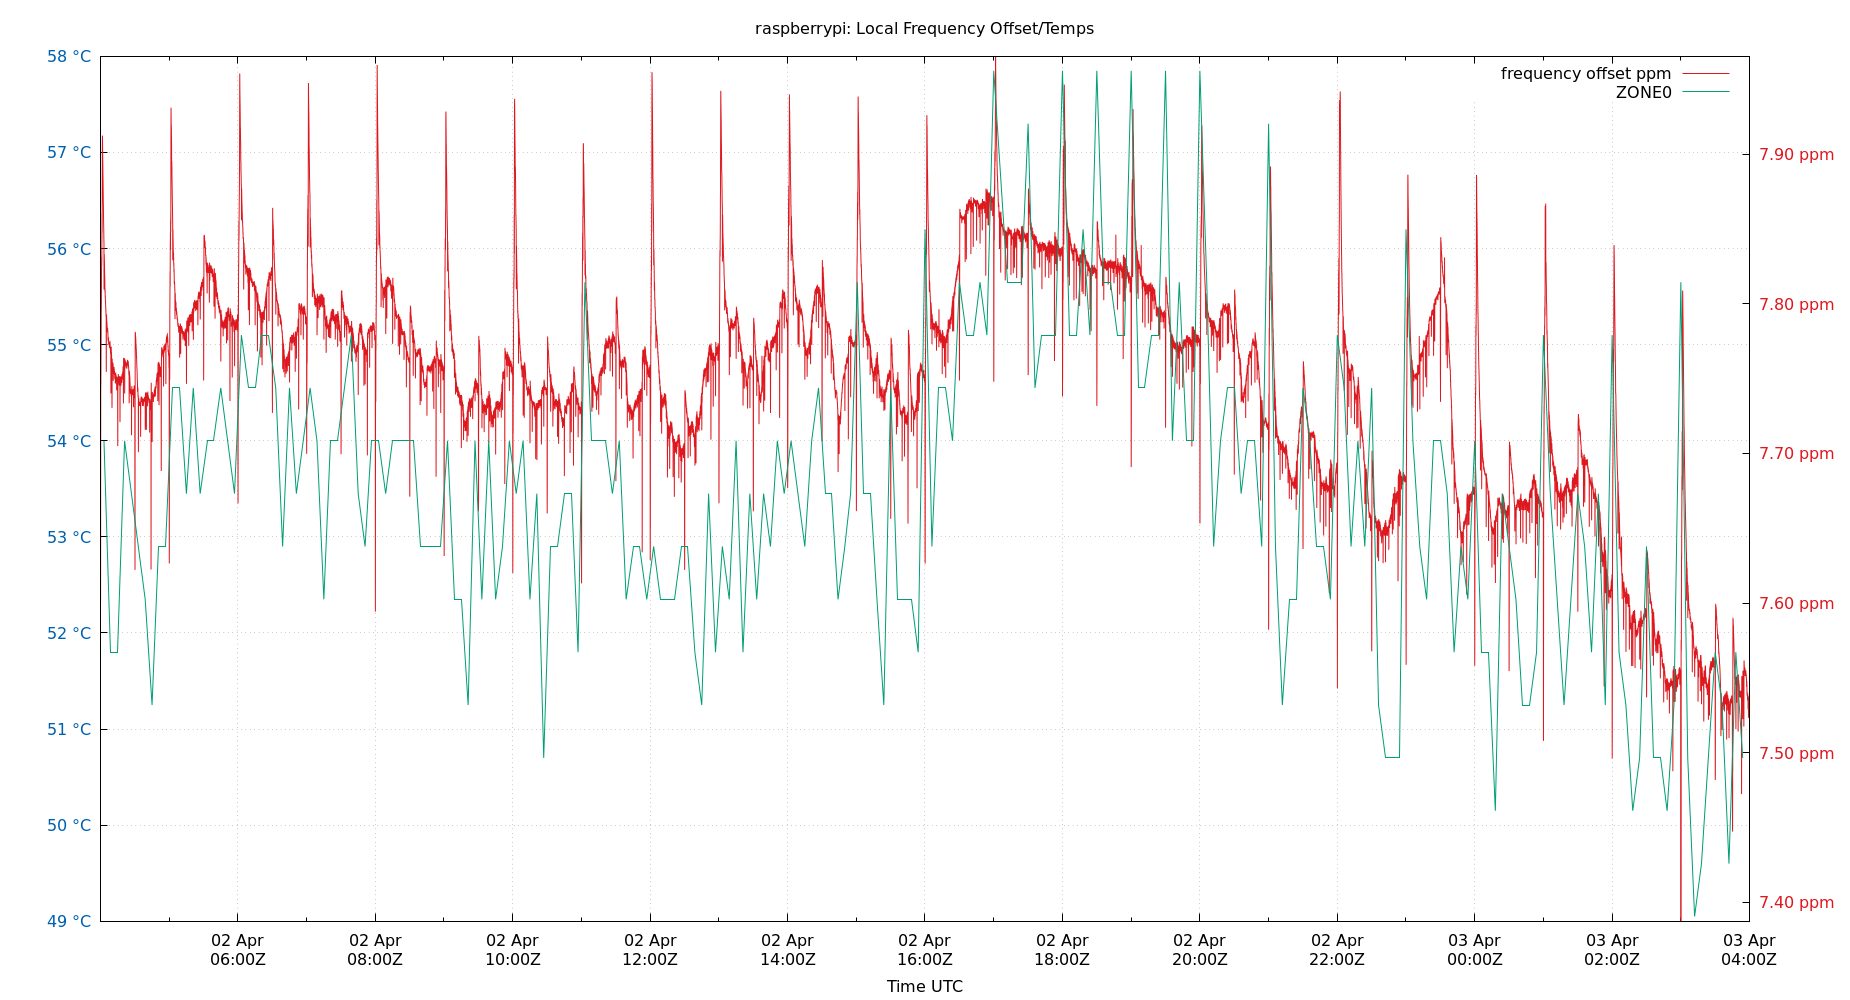 raspberrypi: Local Frequency Offset/Temps
58 °C
57 °C
56 °C
55 °C
54 °C
53 °C
52 °C
51 °C
50 °C
49 °C
frequency offset ppm
ZONE0
7.90 ppm
7.80 ppm
7.70 ppm
7.60 ppm
7.50 ppm
7.40 ppm
02 Apr
06:00Z
02 Apr
08:00Z
02 Apr
10:00Z
02 Apr
12:00Z
02 Apr
14:00Z
02 Apr
16:00Z
02 Apr
18:00Z
02 Apr
20:00Z
02 Apr
22:00Z
03 Apr
00:00Z
03 Apr
02:00Z
03 Apr
04:00Z
Time UTC